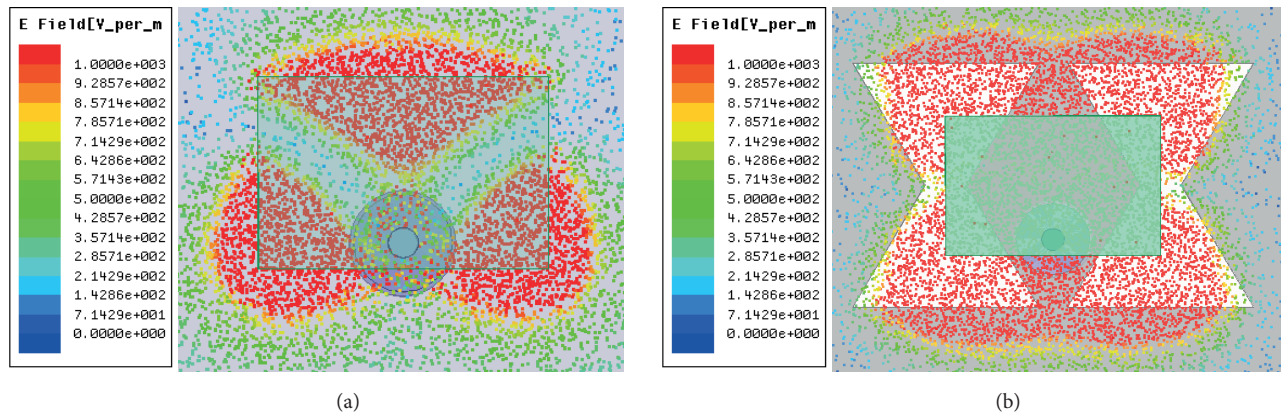 E Field[V_per_m
1.0000e+003
9.2857e+002
8.5714e+002
7.8571e+002
7.1429e+002
6.4286e+002
5.7143e+002
5.0000e+002
4.2857e+002
3.5714e+002
2.8571e+002
2.1429e+002
1.4286e+002
7.1429e+001
0.0000e+000
(a)
E Field[V_per_m
1.0000e+003
9.2857e+002
8.5714e+002
7.8571e+002
7.1429e+002
6.4286e+002
5.7143e+002
5.0000e+002
4.2857e+002
3.5714e+002
2.8571e+002
2.1429e+002
1.4286e+002
7.1429e+001
0.0000e+000
(b)